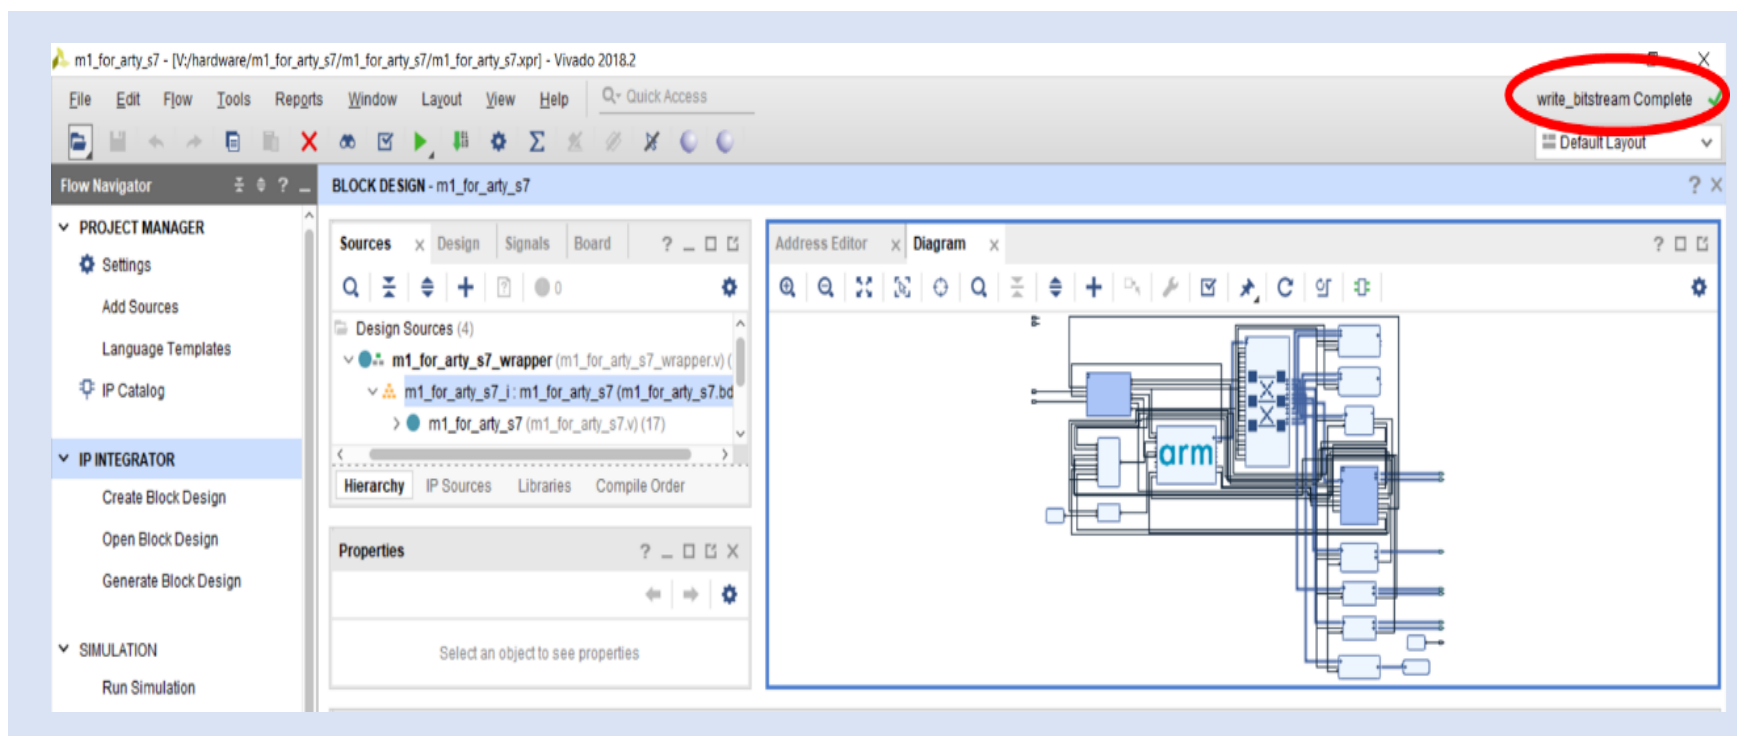 m1_for_arty_s7 - [V:/hardware/m1_for_arty_s7/m1_for_arty_s7/m1_for_arty_s7.xpr] - Vivado 2018.2
File Edit Flow Tools Reports Window Layout View Help Quick Access
write_bitstream Complete
Default Layout
Flow Navigator
BLOCK DESIGN - m1_for_arty_s7
PROJECT MANAGER
Settings
Add Sources
Language Templates
IP Catalog
IP INTEGRATOR
Create Block Design
Open Block Design
Generate Block Design
SIMULATION
Run Simulation
Sources Design Signals Board
0
Design Sources (4)
m1_for_arty_s7_wrapper (m1_for_arty_s7_wrapper.v) (
m1_for_arty_s7_i : m1_for_arty_s7 (m1_for_arty_s7.bd
m1_for_arty_s7 (m1_for_arty_s7.v) (17)
Hierarchy IP Sources Libraries Compile Order
Properties
Select an object to see properties
Address Editor Diagram
arm